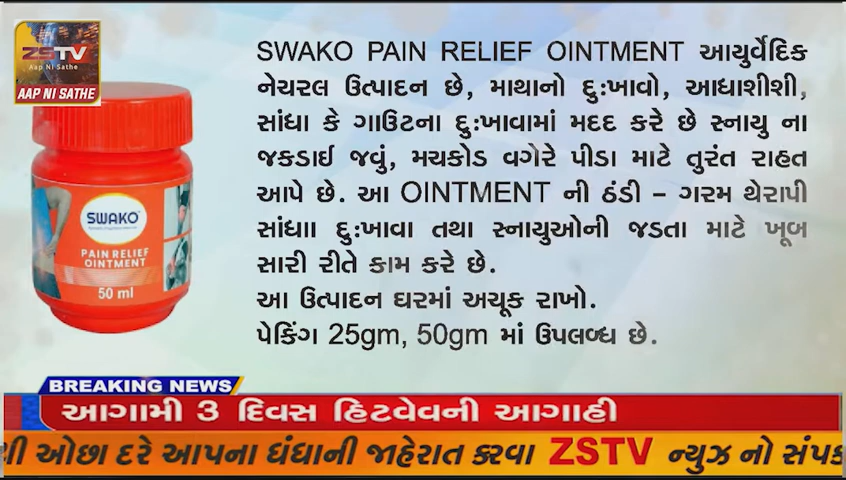 ZSTV
Aap Ni Sathe
AAP NI SATHE
SWAKO PAIN RELIEF OINTMENT આયુર્વેદિક
નેચરલ ઉત્પાદન છે, માથાનો દુઃખાવો, આધાશીશી,
સાંધા કે ગાઉટના દુઃખાવામાં મદદ કરે છે સ્નાયુ ના
જકડાઈ જવું, મચકોડ વગેરે પીડા માટે તુરંત રાહત
આપે છે. આ OINTMENT ની ઠંડી – ગરમ થેરાપી
સાંધાા દુઃખાવા તથા સ્નાયુઓની જડતા માટે ખૂબ
સારી રીતે કામ કરે છે.
આ ઉત્પાદન ઘરમાં અચૂક રાખો.
પેકિંગ 25gm, 50gm માં ઉપલબ્ધ છે.
SWAKO
PAIN RELIEF
OINTMENT
50 ml
BREAKING NEWS
આગામી 3 દિવસ હિટવેવની આગાહી
ઓછા દરે આપના ધંધાની જાહેરાત કરવા ZSTV ન્યુઝ નો સંપક